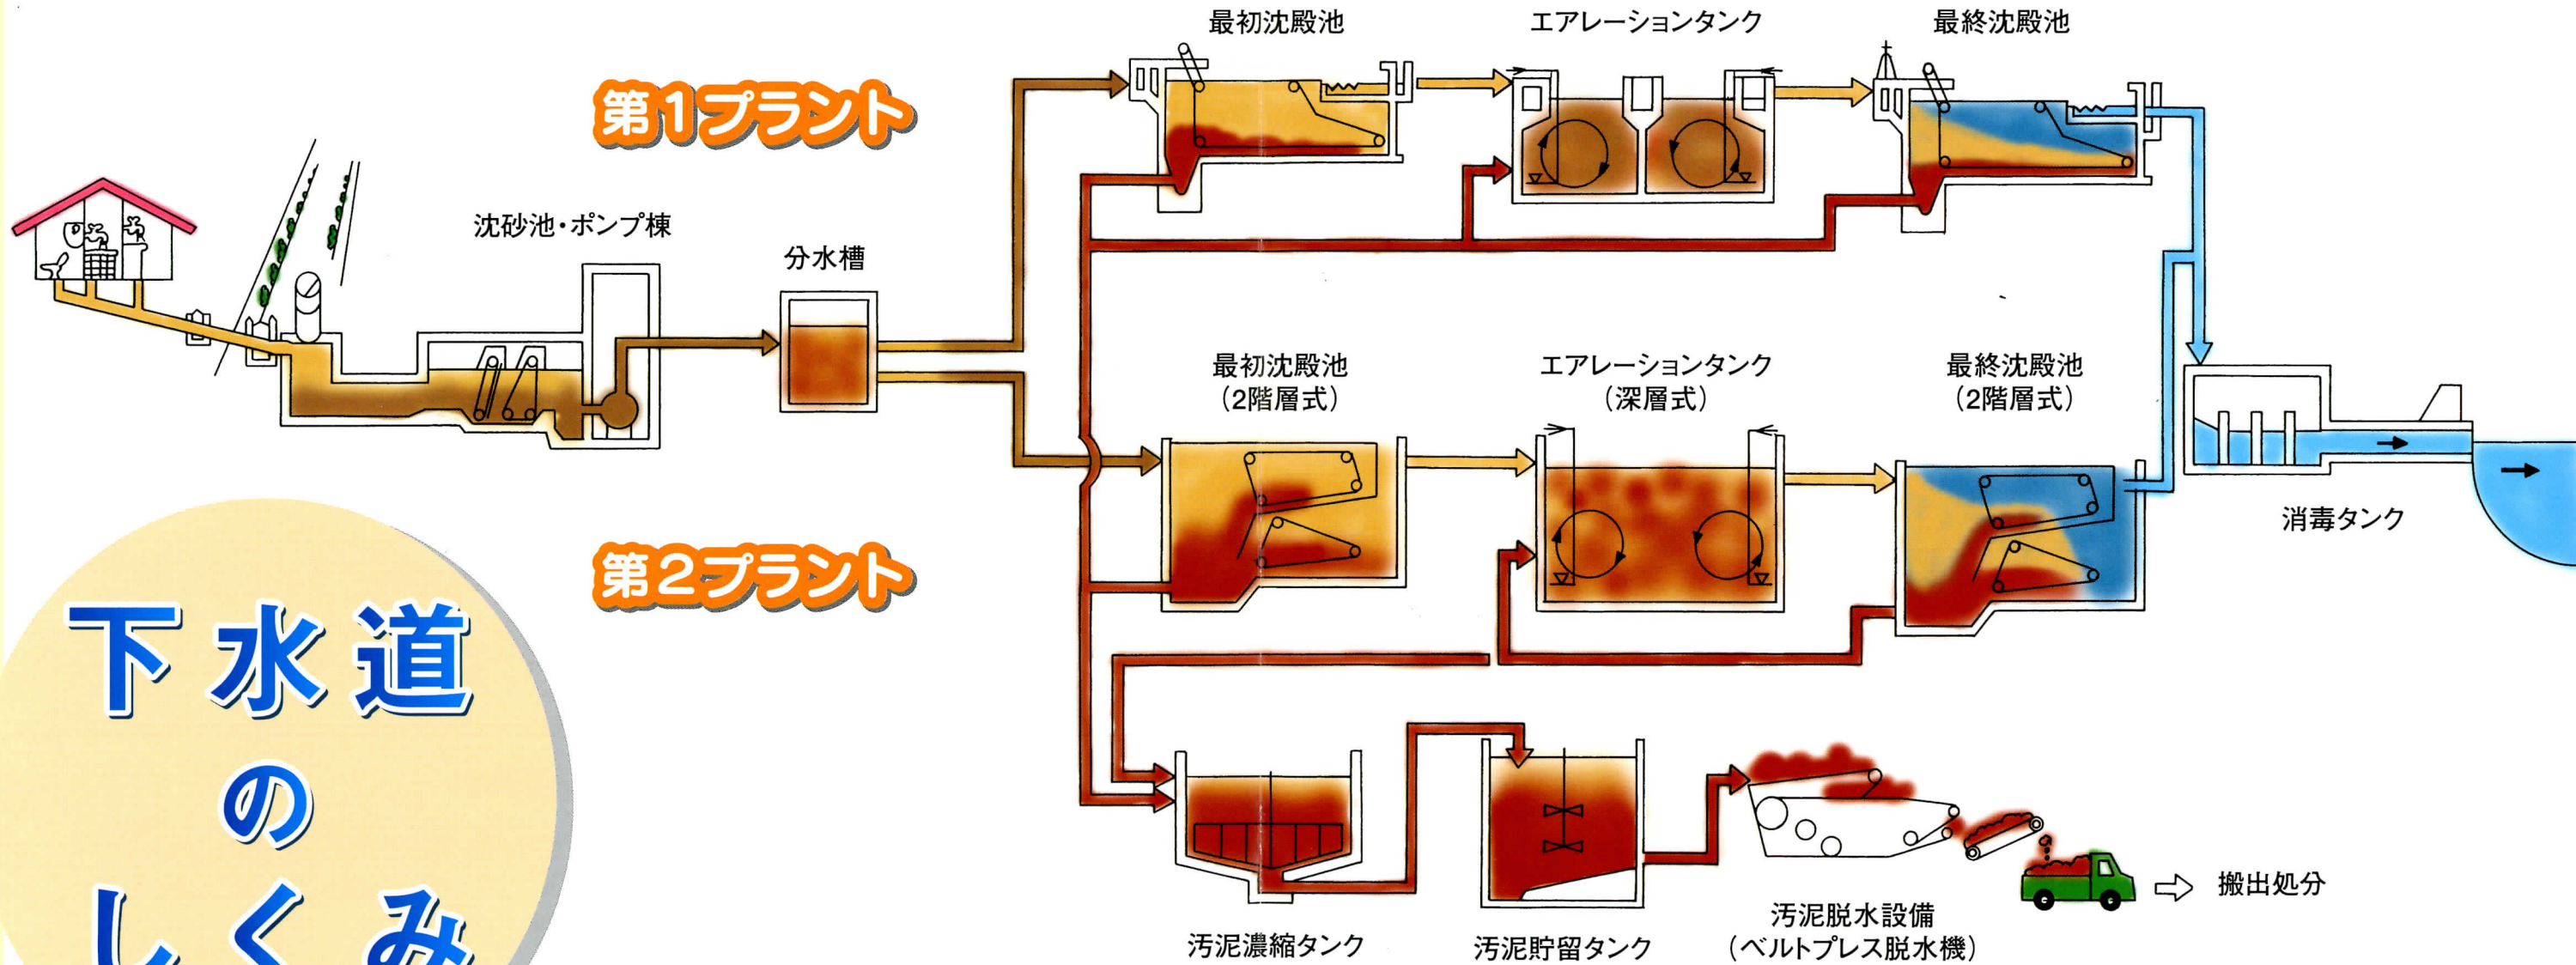 最初沈殿池
エアレーションタンク
最終沈殿池
第1プラント
沈砂池・ポンプ棟
分水槽
最初沈殿池
(2階層式)
エアレーションタンク
(深層式)
最終沈殿池
(2階層式)
消毒タンク
第2プラント
下水道
の
しくみ
汚泥濃縮タンク
汚泥貯留タンク
汚泥脱水設備
(ベルトプレス脱水機)
搬出処分